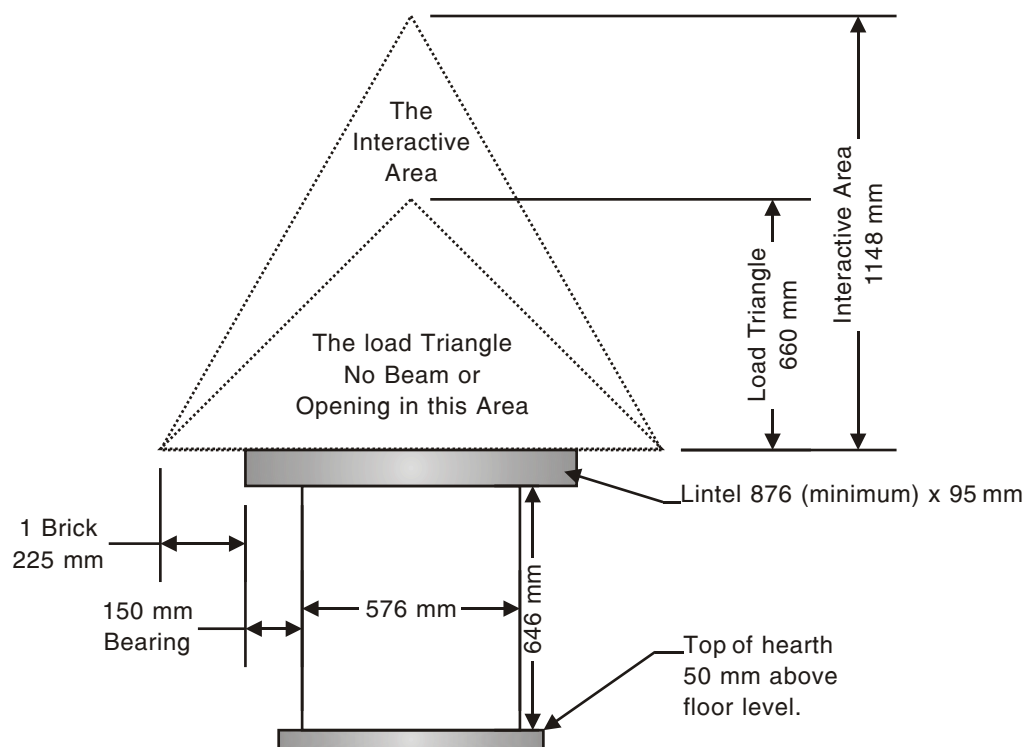 The
Interactive
Area
The load Triangle
No Beam or
Opening in this Area
Load Triangle
660 mm
Interactive Area
1148 mm
Lintel 876 (minimum) x 95 mm
1 Brick
225 mm
150 mm
Bearing
576 mm
646 mm
Top of hearth
50 mm above
floor level.